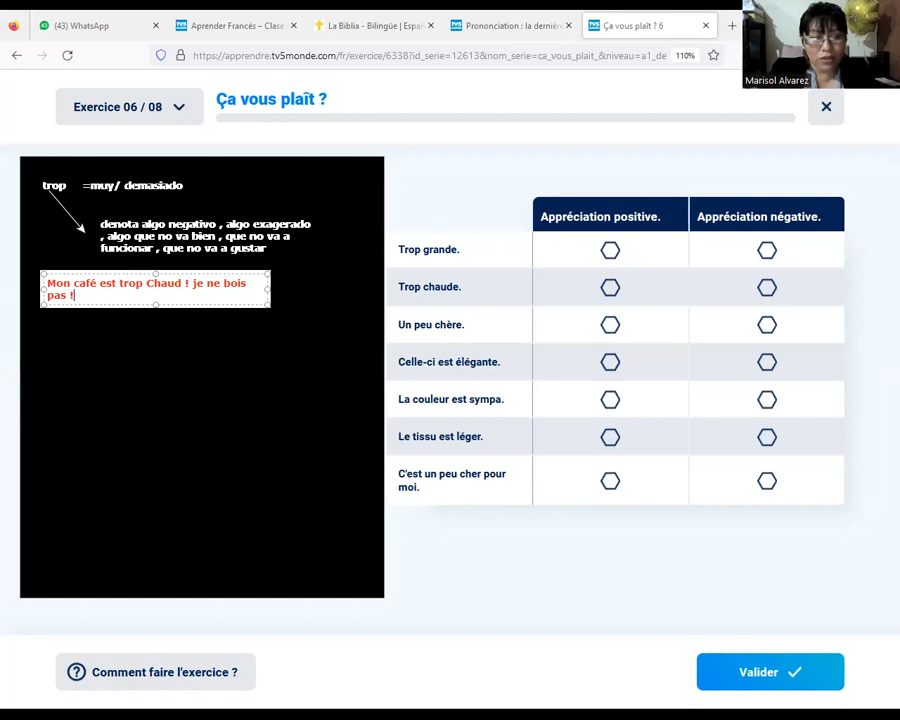 (43) WhatsApp
Aprender Francés – Clase
La Biblia - Bilingüe | Españ
Prononciation : la dernière
Ça vous plaît ? 6
https://apprendre.tv5monde.com/fr/exercice/6338?id_serie=12613&nom_serie=ca_vous_plait_&niveau=a1_de
110%
Marisol Alvarez
Exercice 06 / 08
Ça vous plaît ?
trop =muy/ demasiado
denota algo negativo , algo exagerado
, algo que no va bien , que no va a
funcionar , que no va a gustar
Mon café est trop Chaud ! je ne bois
pas !
Appréciation positive. Appréciation négative.
Trop grande.
Trop chaude.
Un peu chère.
Celle-ci est élégante.
La couleur est sympa.
Le tissu est léger.
C'est un peu cher pour
moi.
Comment faire l'exercice ?
Valider